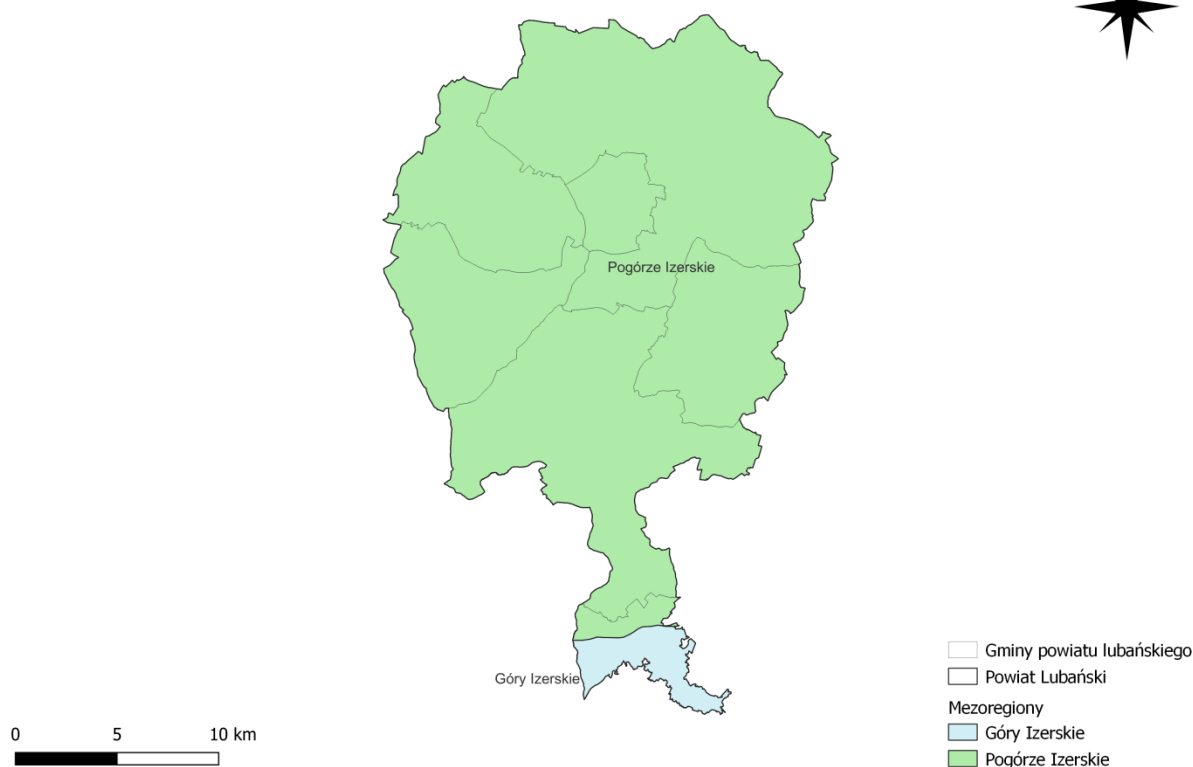 Pogórze Izerskie
Góry Izerskie
0 5 10 km
Gminy powiatu lubańskiego
Powiat Lubański
Mezoregiony
Góry Izerskie
Pogórze Izerskie